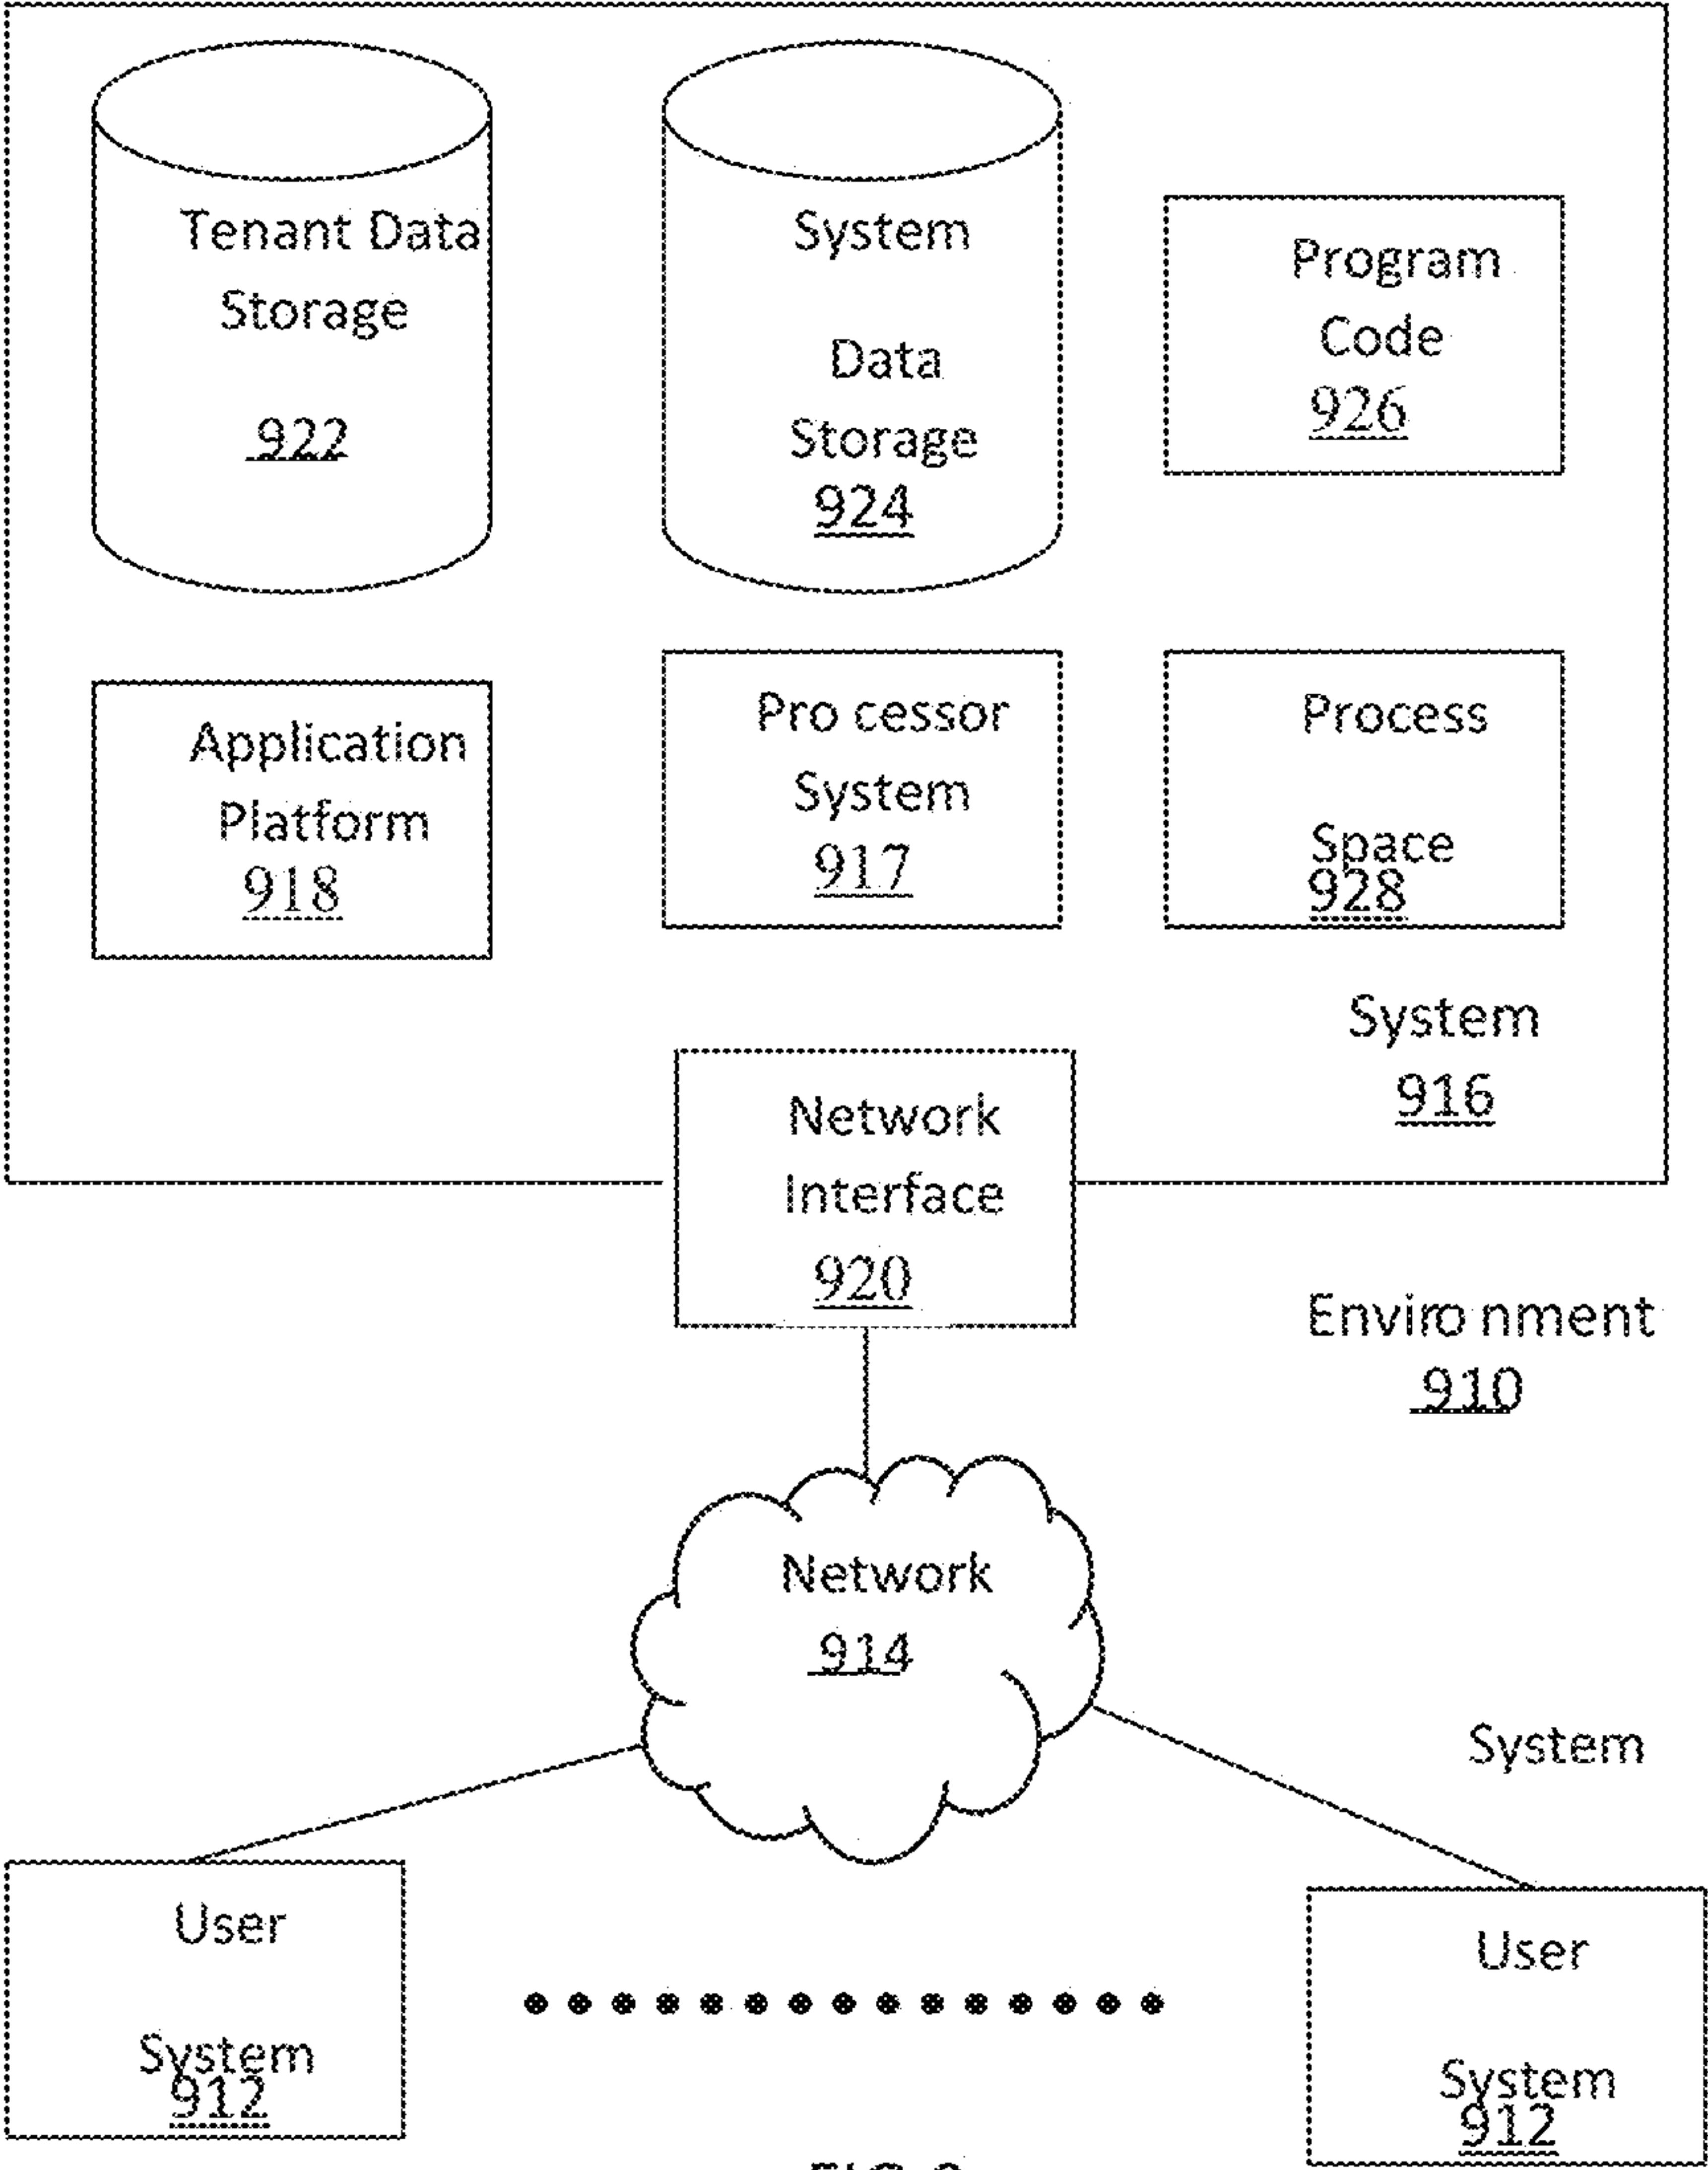 Tenant Data
Storage
922
System
Data
Storage
924
Program
Code
926
Application
Platform
918
Pro cessor
System
917
Process
Space
928
System
916
Network
Interface
920
Enviro nment
910
Network
914
System
User
System
912
User
System
912